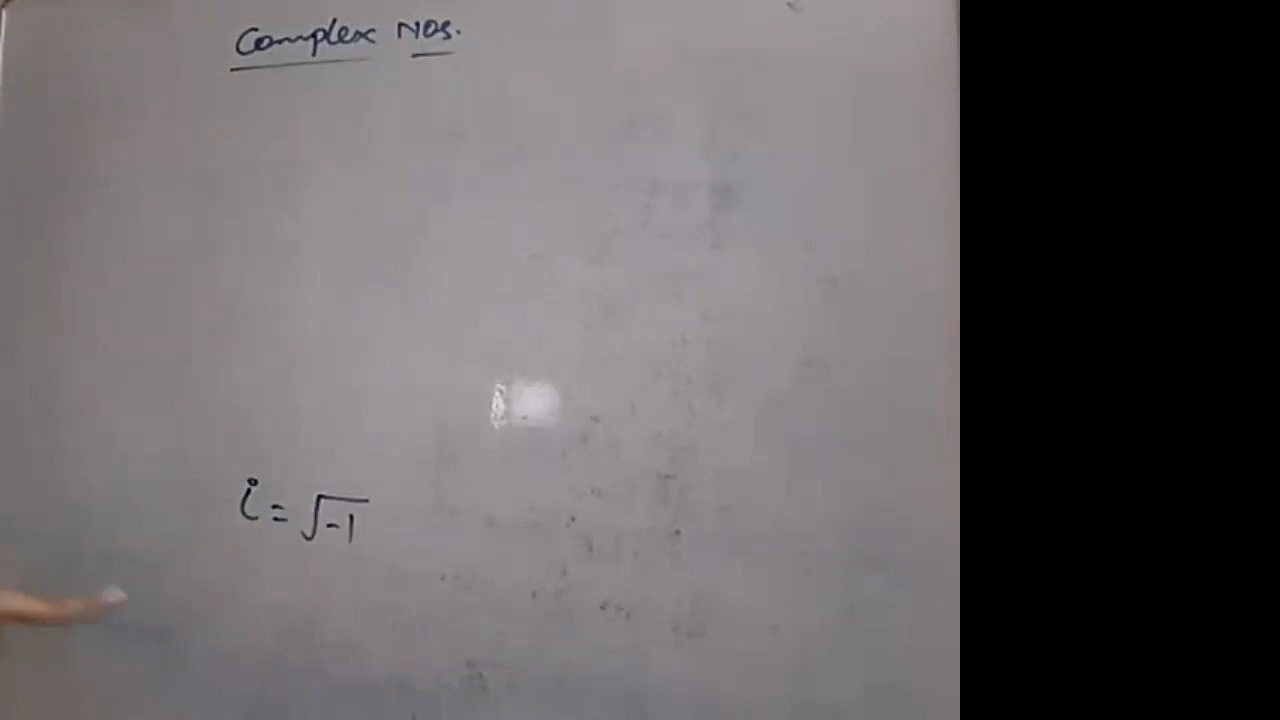 Complex Nos.
i = √-1